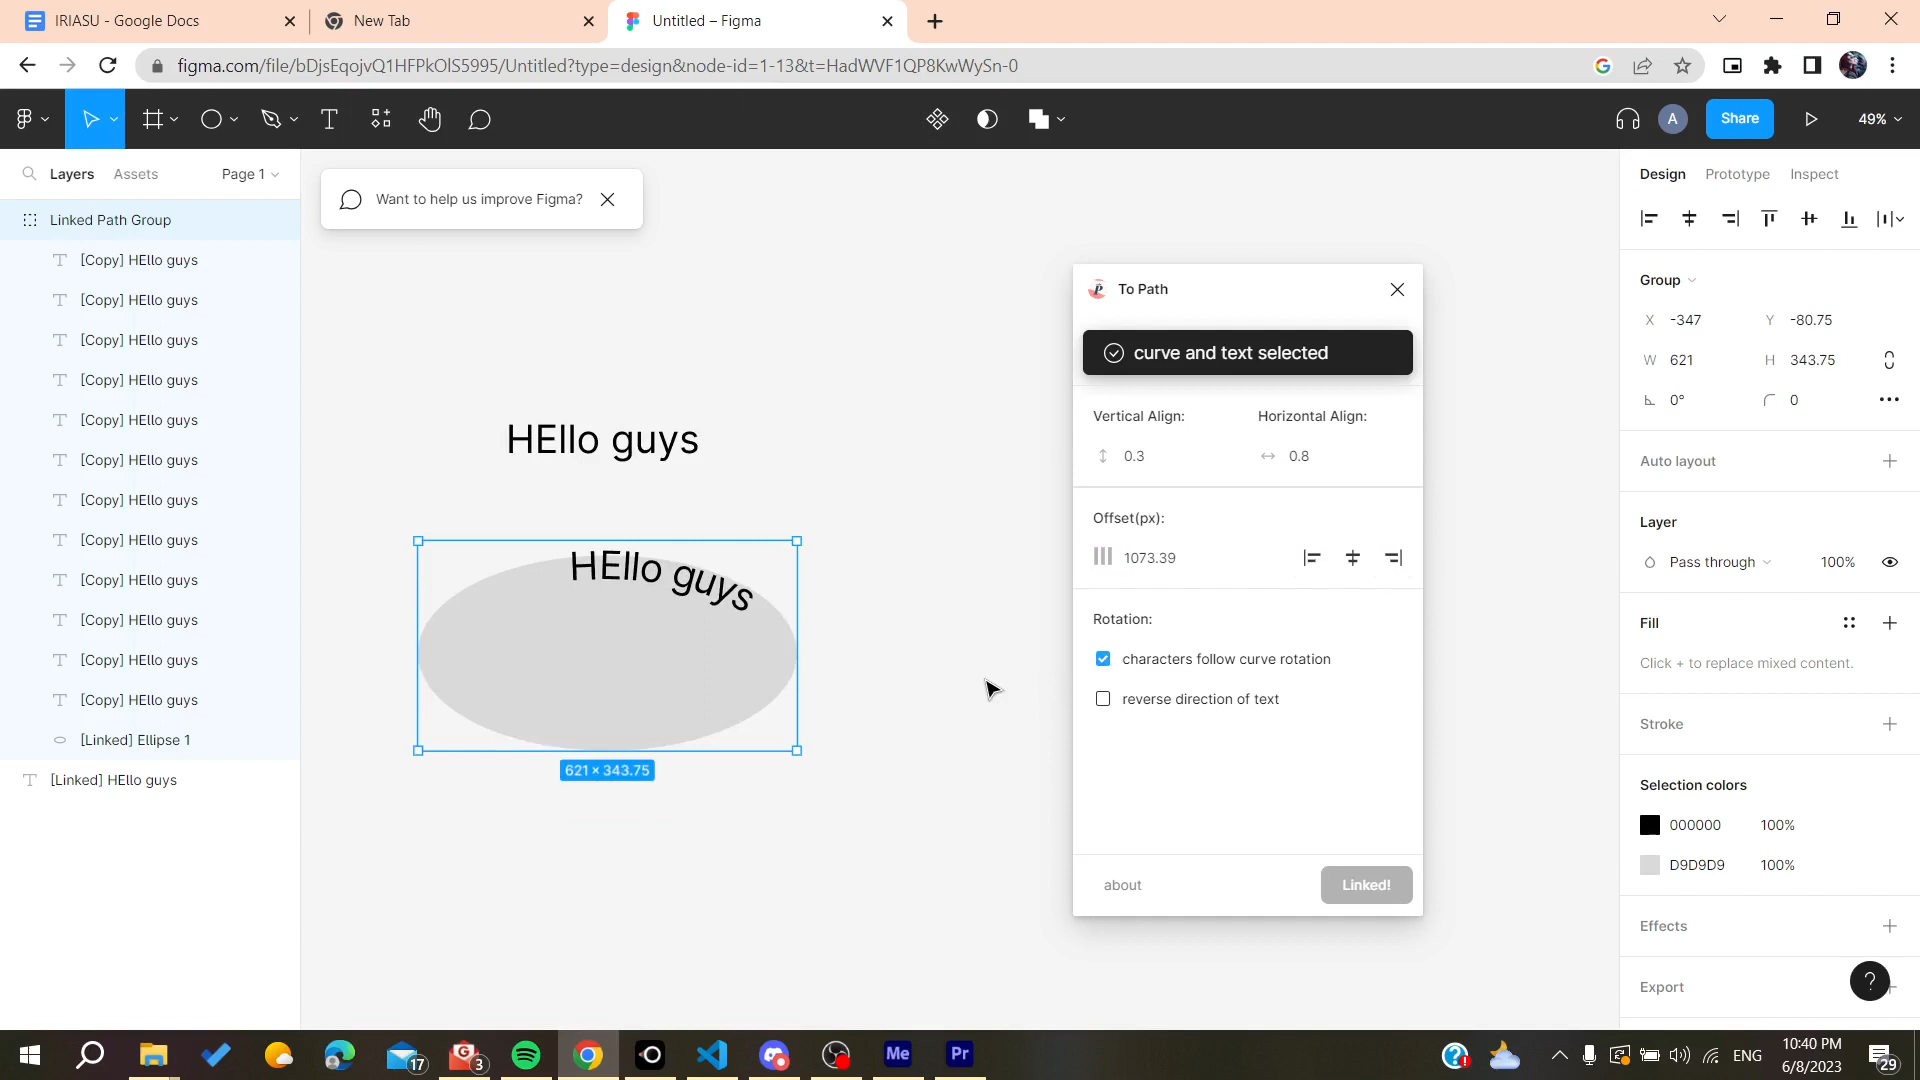 IRIASU - Google Docs
New Tab
Untitled – Figma
figma.com/file/bDjsEqojvQ1HFPkOlS5995/Untitled?type=design&node-id=1-13&t=HadWVF1QP8KwWySn-0
A
Share
49%
Layers
Assets
Page 1
Linked Path Group
[Copy] HEllo guys
[Copy] HEllo guys
[Copy] HEllo guys
[Copy] HEllo guys
[Copy] HEllo guys
[Copy] HEllo guys
[Copy] HEllo guys
[Copy] HEllo guys
[Copy] HEllo guys
[Copy] HEllo guys
[Copy] HEllo guys
[Copy] HEllo guys
[Linked] Ellipse 1
[Linked] HEllo guys
Want to help us improve Figma?
HEllo guys
HEllo guys
621 × 343.75
To Path
curve and text selected
Vertical Align:
Horizontal Align:
0.3
0.8
Offset(px):
1073.39
Rotation:
characters follow curve rotation
reverse direction of text
about
Linked!
Design
Prototype
Inspect
Group
X -347
Y -80.75
W 621
H 343.75
0°
0
Auto layout
Layer
Pass through
100%
Fill
Click + to replace mixed content.
Stroke
Selection colors
000000 100%
D9D9D9 100%
Effects
Export
?
17
3
Me
Pr
ENG
10:40 PM
6/8/2023
29